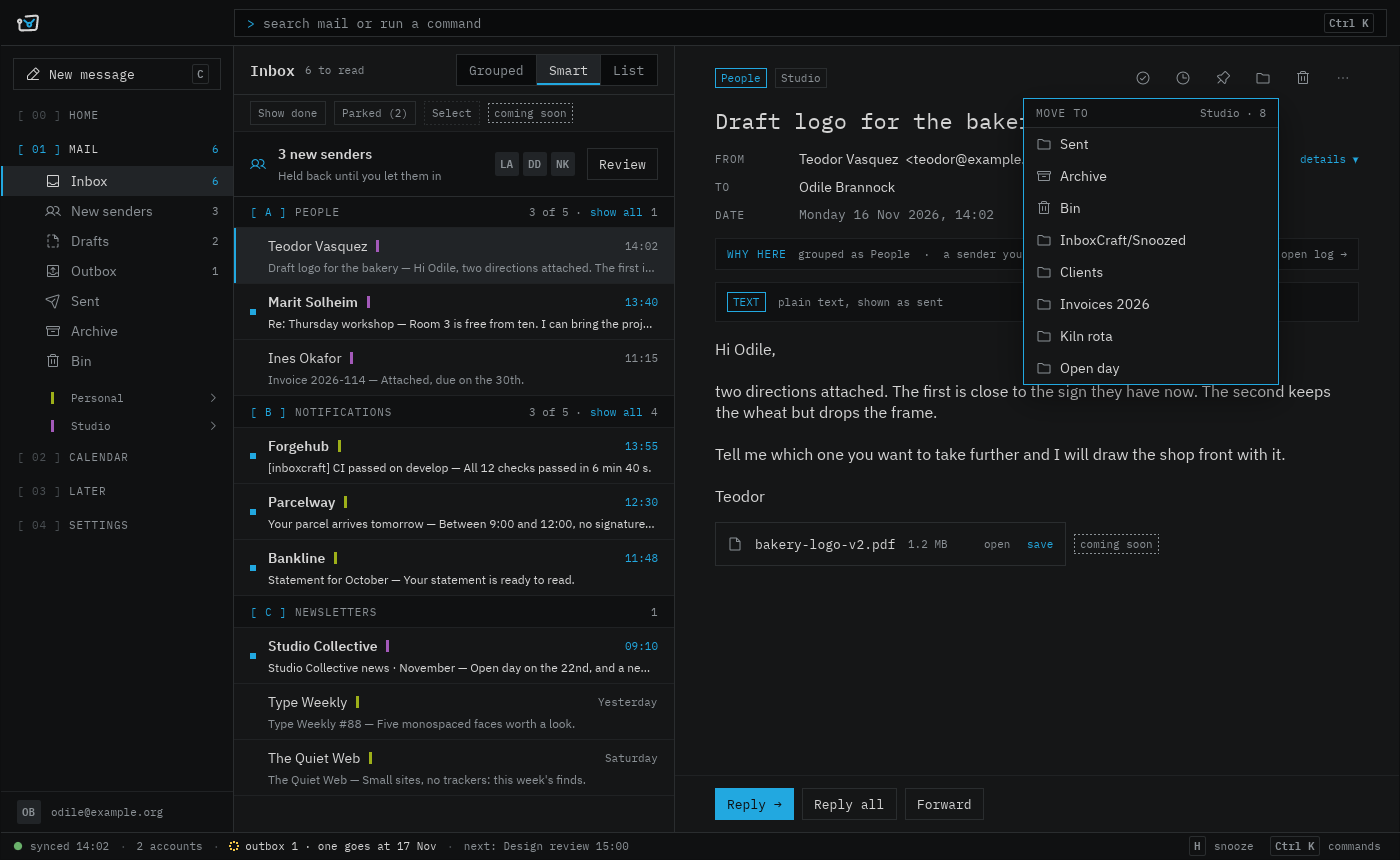 > search mail or run a command
Ctrl K
New message
C
[ 00 ] HOME
[ 01 ] MAIL 6
Inbox 6
New senders 3
Drafts 2
Outbox 1
Sent
Archive
Bin
Personal
Studio
[ 02 ] CALENDAR
[ 03 ] LATER
[ 04 ] SETTINGS
OB odile@example.org
Inbox 6 to read
Grouped Smart List
Show done Parked (2) Select coming soon
3 new senders
Held back until you let them in
LA DD NK Review
[ A ] PEOPLE 3 of 5 · show all 1
Teodor Vasquez 14:02
Draft logo for the bakery — Hi Odile, two directions attached. The first i…
Marit Solheim 13:40
Re: Thursday workshop — Room 3 is free from ten. I can bring the proj…
Ines Okafor 11:15
Invoice 2026-114 — Attached, due on the 30th.
[ B ] NOTIFICATIONS 3 of 5 · show all 4
Forgehub 13:55
[inboxcraft] CI passed on develop — All 12 checks passed in 6 min 40 s.
Parcelway 12:30
Your parcel arrives tomorrow — Between 9:00 and 12:00, no signature…
Bankline 11:48
Statement for October — Your statement is ready to read.
[ C ] NEWSLETTERS 1
Studio Collective 09:10
Studio Collective news · November — Open day on the 22nd, and a ne…
Type Weekly Yesterday
Type Weekly #88 — Five monospaced faces worth a look.
The Quiet Web Saturday
The Quiet Web — Small sites, no trackers: this week's finds.
People Studio
Draft logo for the baker
FROM Teodor Vasquez <teodor@example.
details ▾
TO Odile Brannock
DATE Monday 16 Nov 2026, 14:02
WHY HERE grouped as People · a sender you
open log →
TEXT plain text, shown as sent
MOVE TO Studio · 8
Sent
Archive
Bin
InboxCraft/Snoozed
Clients
Invoices 2026
Kiln rota
Open day
Hi Odile,
two directions attached. The first is close to the sign they have now. The second keeps
the wheat but drops the frame.
Tell me which one you want to take further and I will draw the shop front with it.
Teodor
bakery-logo-v2.pdf 1.2 MB open save coming soon
Reply → Reply all Forward
synced 14:02 · 2 accounts · outbox 1 · one goes at 17 Nov · next: Design review 15:00
H snooze Ctrl K commands